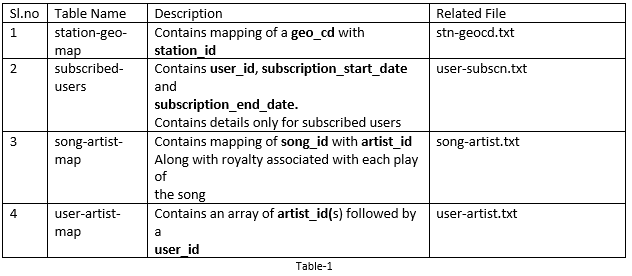 Sl.no Table Name Description Related File
1 station-geo- Contains mapping of a geo_cd with stn-geocd.txt
map station_id
2 subscribed- Contains user_id, subscription_start_date user-subscn.txt
users and
subscription_end_date.
Contains details only for subscribed users
3 song-artist- Contains mapping of song_id with artist_id song-artist.txt
map Along with royalty associated with each play
of
the song
4 user-artist- Contains an array of artist_id(s) followed by user-artist.txt
map a
user_id
Table-1